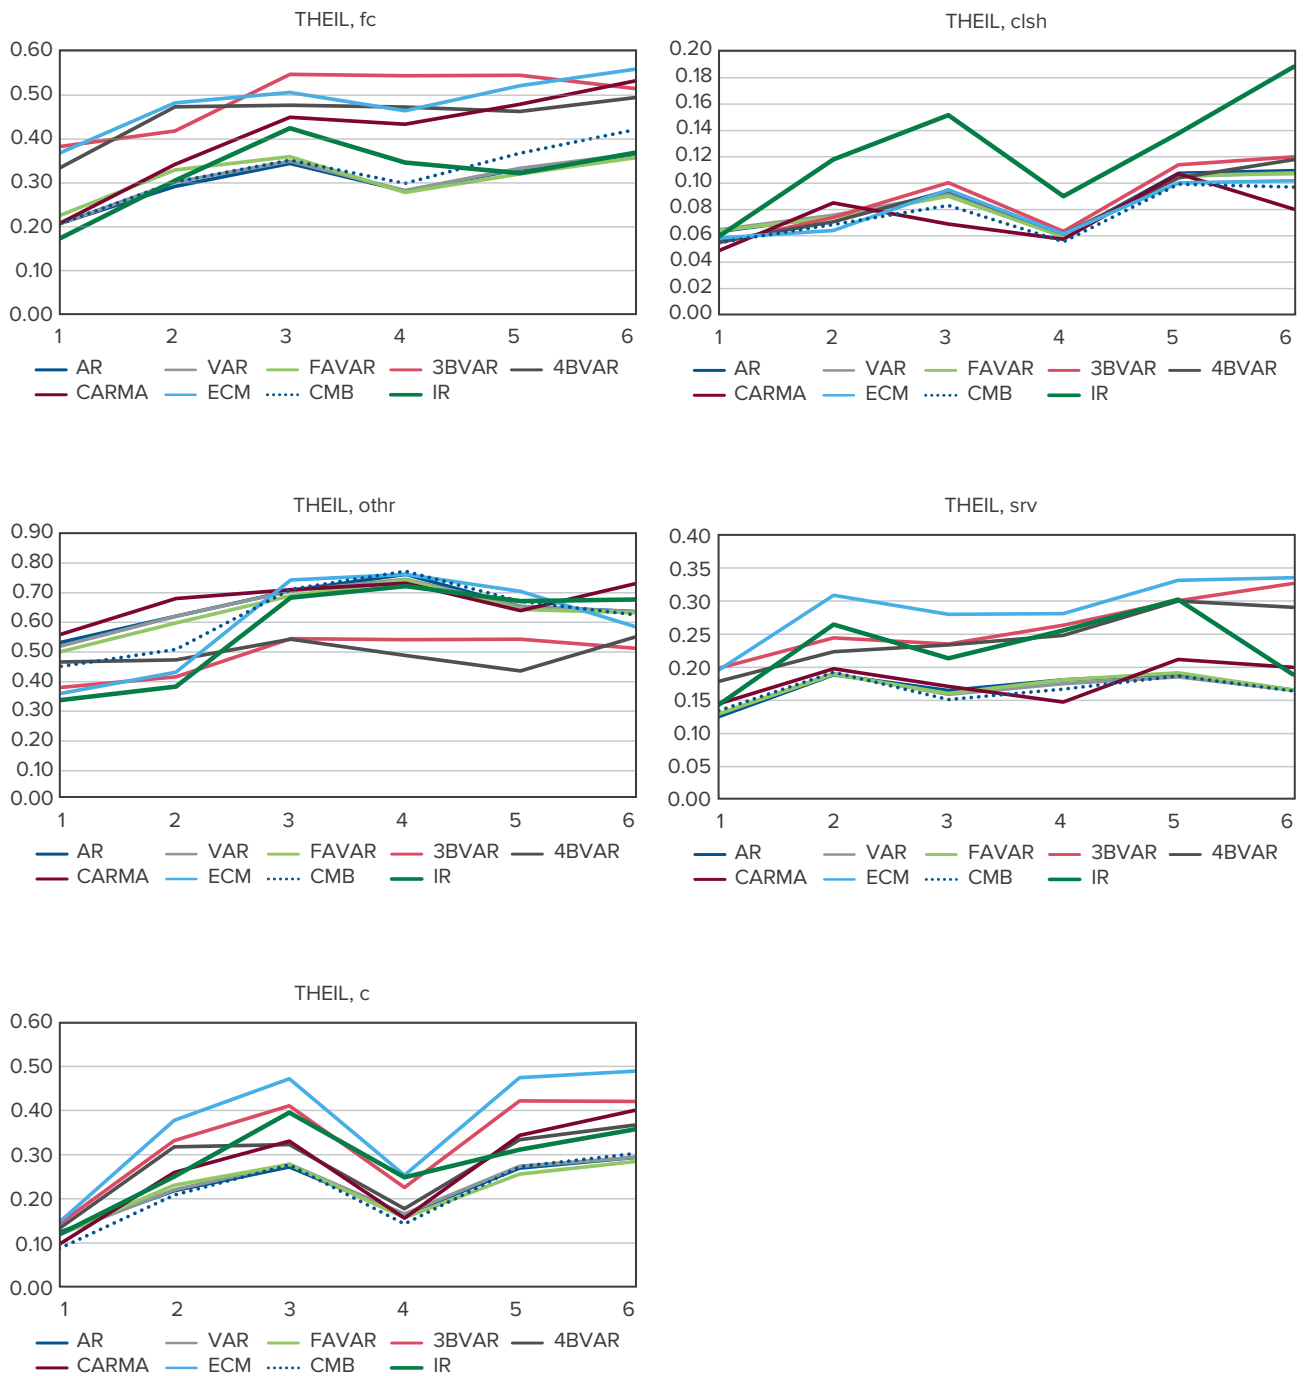 THEIL, fc
0.60
0.50
0.40
0.30
0.20
0.10
0.00
1 2 3 4 5 6
AR VAR FAVAR 3BVAR 4BVAR
CARMA ECM CMB IR
THEIL, clsh
0.20
0.18
0.16
0.14
0.12
0.10
0.08
0.06
0.04
0.02
0.00
1 2 3 4 5 6
AR VAR FAVAR 3BVAR 4BVAR
CARMA ECM CMB IR
THEIL, othr
0.90
0.80
0.70
0.60
0.50
0.40
0.30
0.20
0.10
0.00
1 2 3 4 5 6
AR VAR FAVAR 3BVAR 4BVAR
CARMA ECM CMB IR
THEIL, srv
0.40
0.35
0.30
0.25
0.20
0.15
0.10
0.05
0.00
1 2 3 4 5 6
AR VAR FAVAR 3BVAR 4BVAR
CARMA ECM CMB IR
THEIL, c
0.60
0.50
0.40
0.30
0.20
0.10
0.00
1 2 3 4 5 6
AR VAR FAVAR 3BVAR 4BVAR
CARMA ECM CMB IR